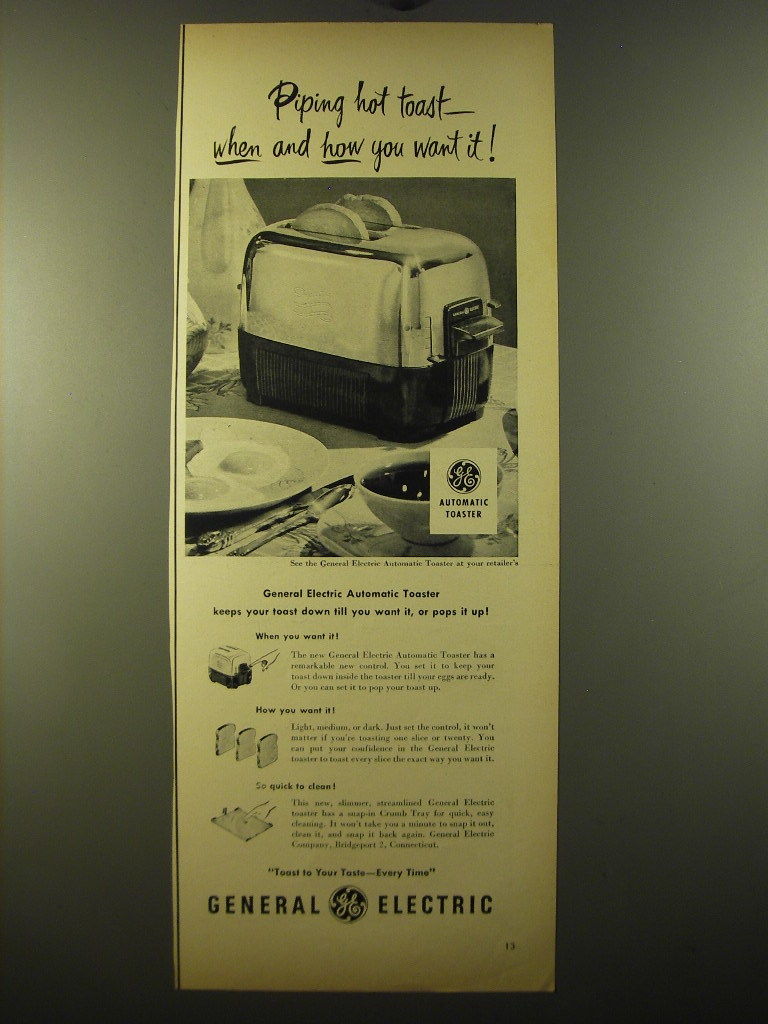 Piping hot toast—
when and how you want it!
GENERAL ELECTRIC
GE
AUTOMATIC
TOASTER
See the General Electric Automatic Toaster at your retailer's
General Electric Automatic Toaster
keeps your toast down till you want it, or pops it up!
When you want it!
The new General Electric Automatic Toaster has a
remarkable new control. You set it to keep your
toast down inside the toaster till your eggs are ready.
Or you can set it to pop your toast up.
How you want it!
Light, medium, or dark. Just set the control, it won't
matter if you're toasting one slice or twenty. You
can put your confidence in the General Electric
toaster to toast every slice the exact way you want it.
So quick to clean!
This new, slimmer, streamlined General Electric
toaster has a snap-in Crumb Tray for quick, easy
cleaning. It won't take you a minute to snap it out,
clean it, and snap it back again. General Electric
Company, Bridgeport 2, Connecticut.
"Toast to Your Taste—Every Time"
GENERAL GE ELECTRIC
13